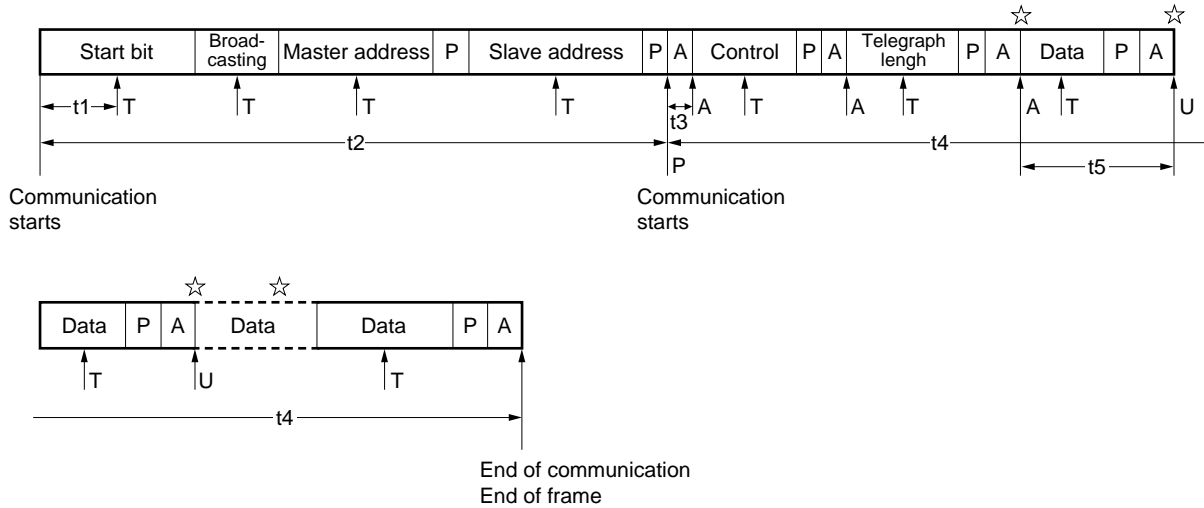 Start bit Broad-casting Master address P Slave address P A Control P A Telegraph lengh P A Data P A
t1 T T T T t3 A T A T A T U
t2 t4
P t5
Communication starts
Communication starts
Data P A Data Data P A
T U T
t4
End of communication
End of frame